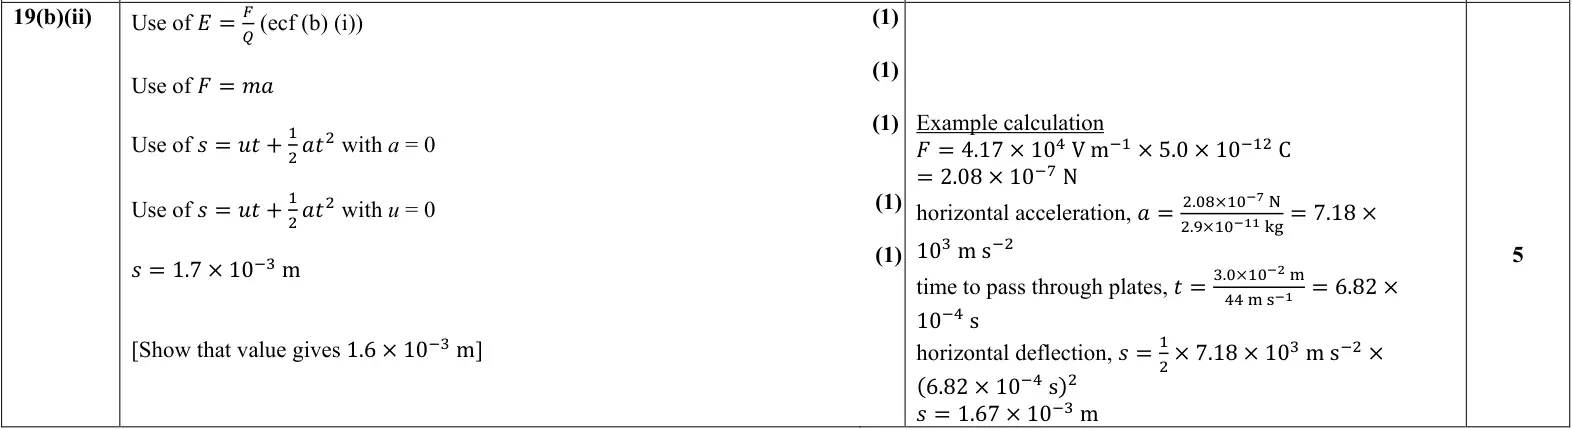 19(b)(ii)
Use of E = F/Q (ecf (b) (i))
(1)
Use of F = ma
(1)
Use of s = ut + 1/2 at² with a = 0
(1)
Use of s = ut + 1/2 at² with u = 0
(1)
s = 1.7 × 10⁻³ m
(1)
[Show that value gives 1.6 × 10⁻³ m]
Example calculation
F = 4.17 × 10⁴ V m⁻¹ × 5.0 × 10⁻¹² C
= 2.08 × 10⁻⁷ N
horizontal acceleration, a = 2.08×10⁻⁷ N / 2.9×10⁻¹¹ kg = 7.18 ×
10³ m s⁻²
time to pass through plates, t = 3.0×10⁻² m / 44 m s⁻¹ = 6.82 ×
10⁻⁴ s
horizontal deflection, s = 1/2 × 7.18 × 10³ m s⁻² ×
(6.82 × 10⁻⁴ s)²
s = 1.67 × 10⁻³ m
5